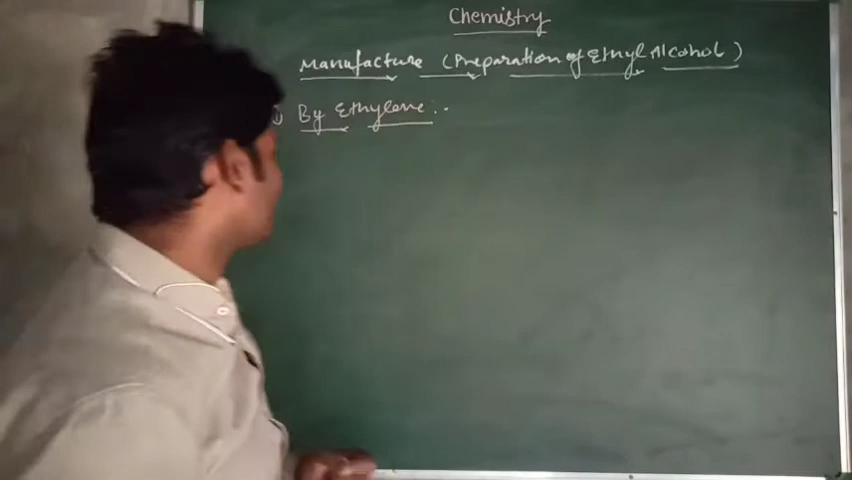 Chemistry
Manufacture (Preparation of Ethyl Alcohol)
By Ethylene :-